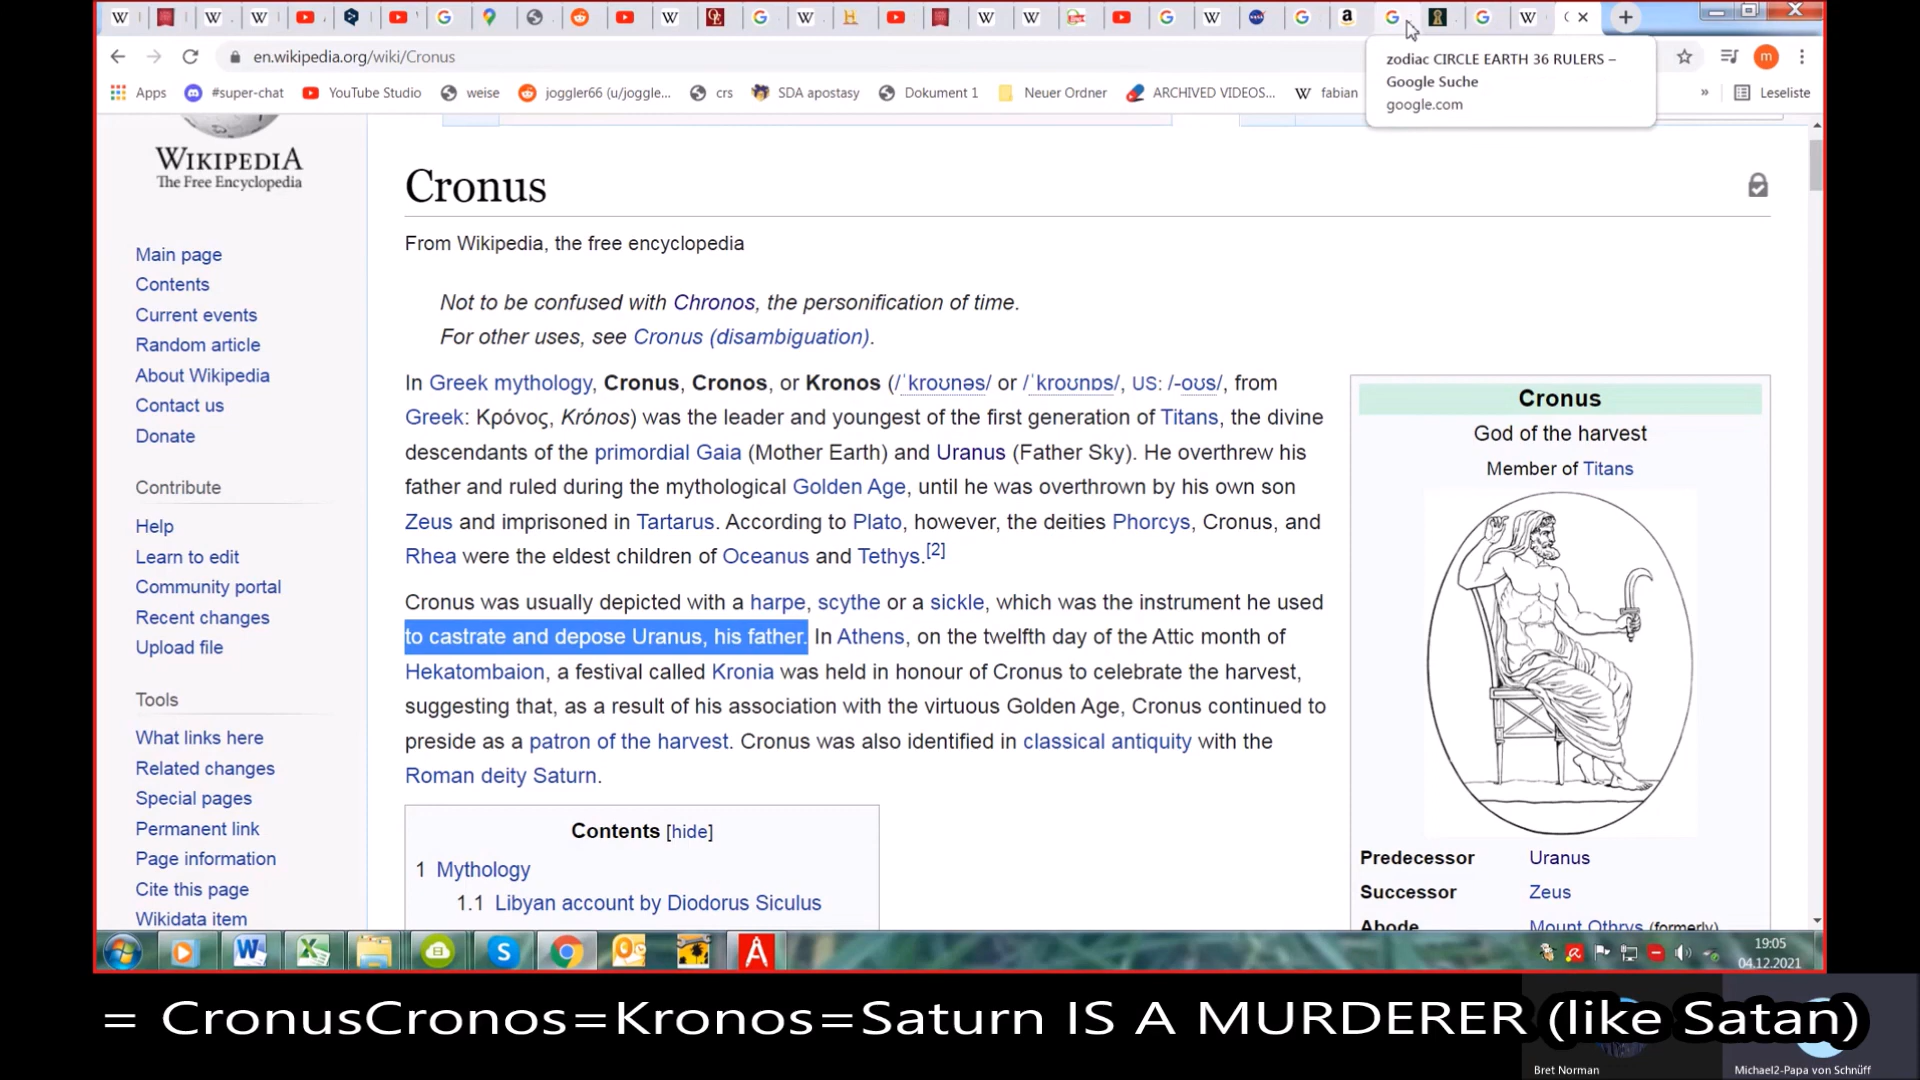 en.wikipedia.org/wiki/Cronus
zodiac CIRCLE EARTH 36 RULERS –
Google Suche
google.com
m
Apps
#super-chat
YouTube Studio
weise
joggler66 (u/joggle...
crs
SDA apostasy
Dokument 1
Neuer Ordner
ARCHIVED VIDEOS...
fabian
»
Leseliste
WIKIPEDIA
The Free Encyclopedia
Main page
Contents
Current events
Random article
About Wikipedia
Contact us
Donate
Contribute
Help
Learn to edit
Community portal
Recent changes
Upload file
Tools
What links here
Related changes
Special pages
Permanent link
Page information
Cite this page
Wikidata item
Cronus
From Wikipedia, the free encyclopedia
Not to be confused with Chronos, the personification of time.
For other uses, see Cronus (disambiguation).
In Greek mythology, Cronus, Cronos, or Kronos (/ˈkroʊnəs/ or /ˈkroʊnɒs/, US: /-oʊs/, from
Greek: Κρόνος, Krónos) was the leader and youngest of the first generation of Titans, the divine
descendants of the primordial Gaia (Mother Earth) and Uranus (Father Sky). He overthrew his
father and ruled during the mythological Golden Age, until he was overthrown by his own son
Zeus and imprisoned in Tartarus. According to Plato, however, the deities Phorcys, Cronus, and
Rhea were the eldest children of Oceanus and Tethys.[2]
Cronus was usually depicted with a harpe, scythe or a sickle, which was the instrument he used
to castrate and depose Uranus, his father. In Athens, on the twelfth day of the Attic month of
Hekatombaion, a festival called Kronia was held in honour of Cronus to celebrate the harvest,
suggesting that, as a result of his association with the virtuous Golden Age, Cronus continued to
preside as a patron of the harvest. Cronus was also identified in classical antiquity with the
Roman deity Saturn.
Contents [hide]
1 Mythology
1.1 Libyan account by Diodorus Siculus
Cronus
God of the harvest
Member of Titans
Predecessor Uranus
Successor Zeus
Abode Mount Othrys (formerly)
19:05
04.12.2021
= CronusCronos=Kronos=Saturn IS A MURDERER (like Satan)
Bret Norman
Michael2-Papa von Schnüff